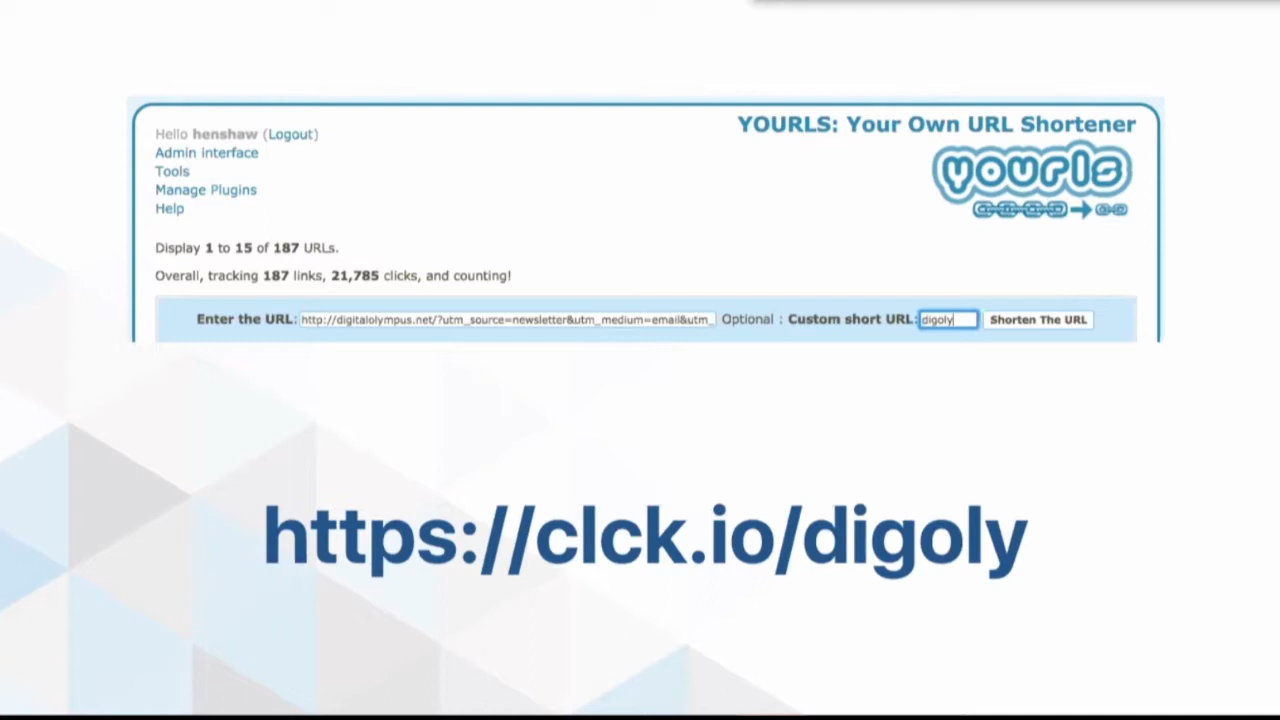 Hello henshaw (Logout)
Admin interface
Tools
Manage Plugins
Help
YOURLS: Your Own URL Shortener
yourls
Display 1 to 15 of 187 URLs.
Overall, tracking 187 links, 21,785 clicks, and counting!
Enter the URL: http://digitalolympus.net/?utm_source=newsletter&utm_medium=email&utm_ Optional : Custom short URL: digoly Shorten The URL
https://clck.io/digoly